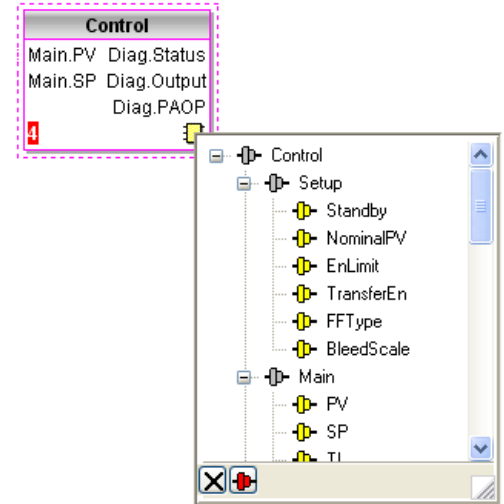 Control
Main.PV Diag.Status
Main.SP Diag.Output
Diag.PAOP
4
Control
Setup
Standby
NominalPV
EnLimit
TransferEn
FFType
BleedScale
Main
PV
SP